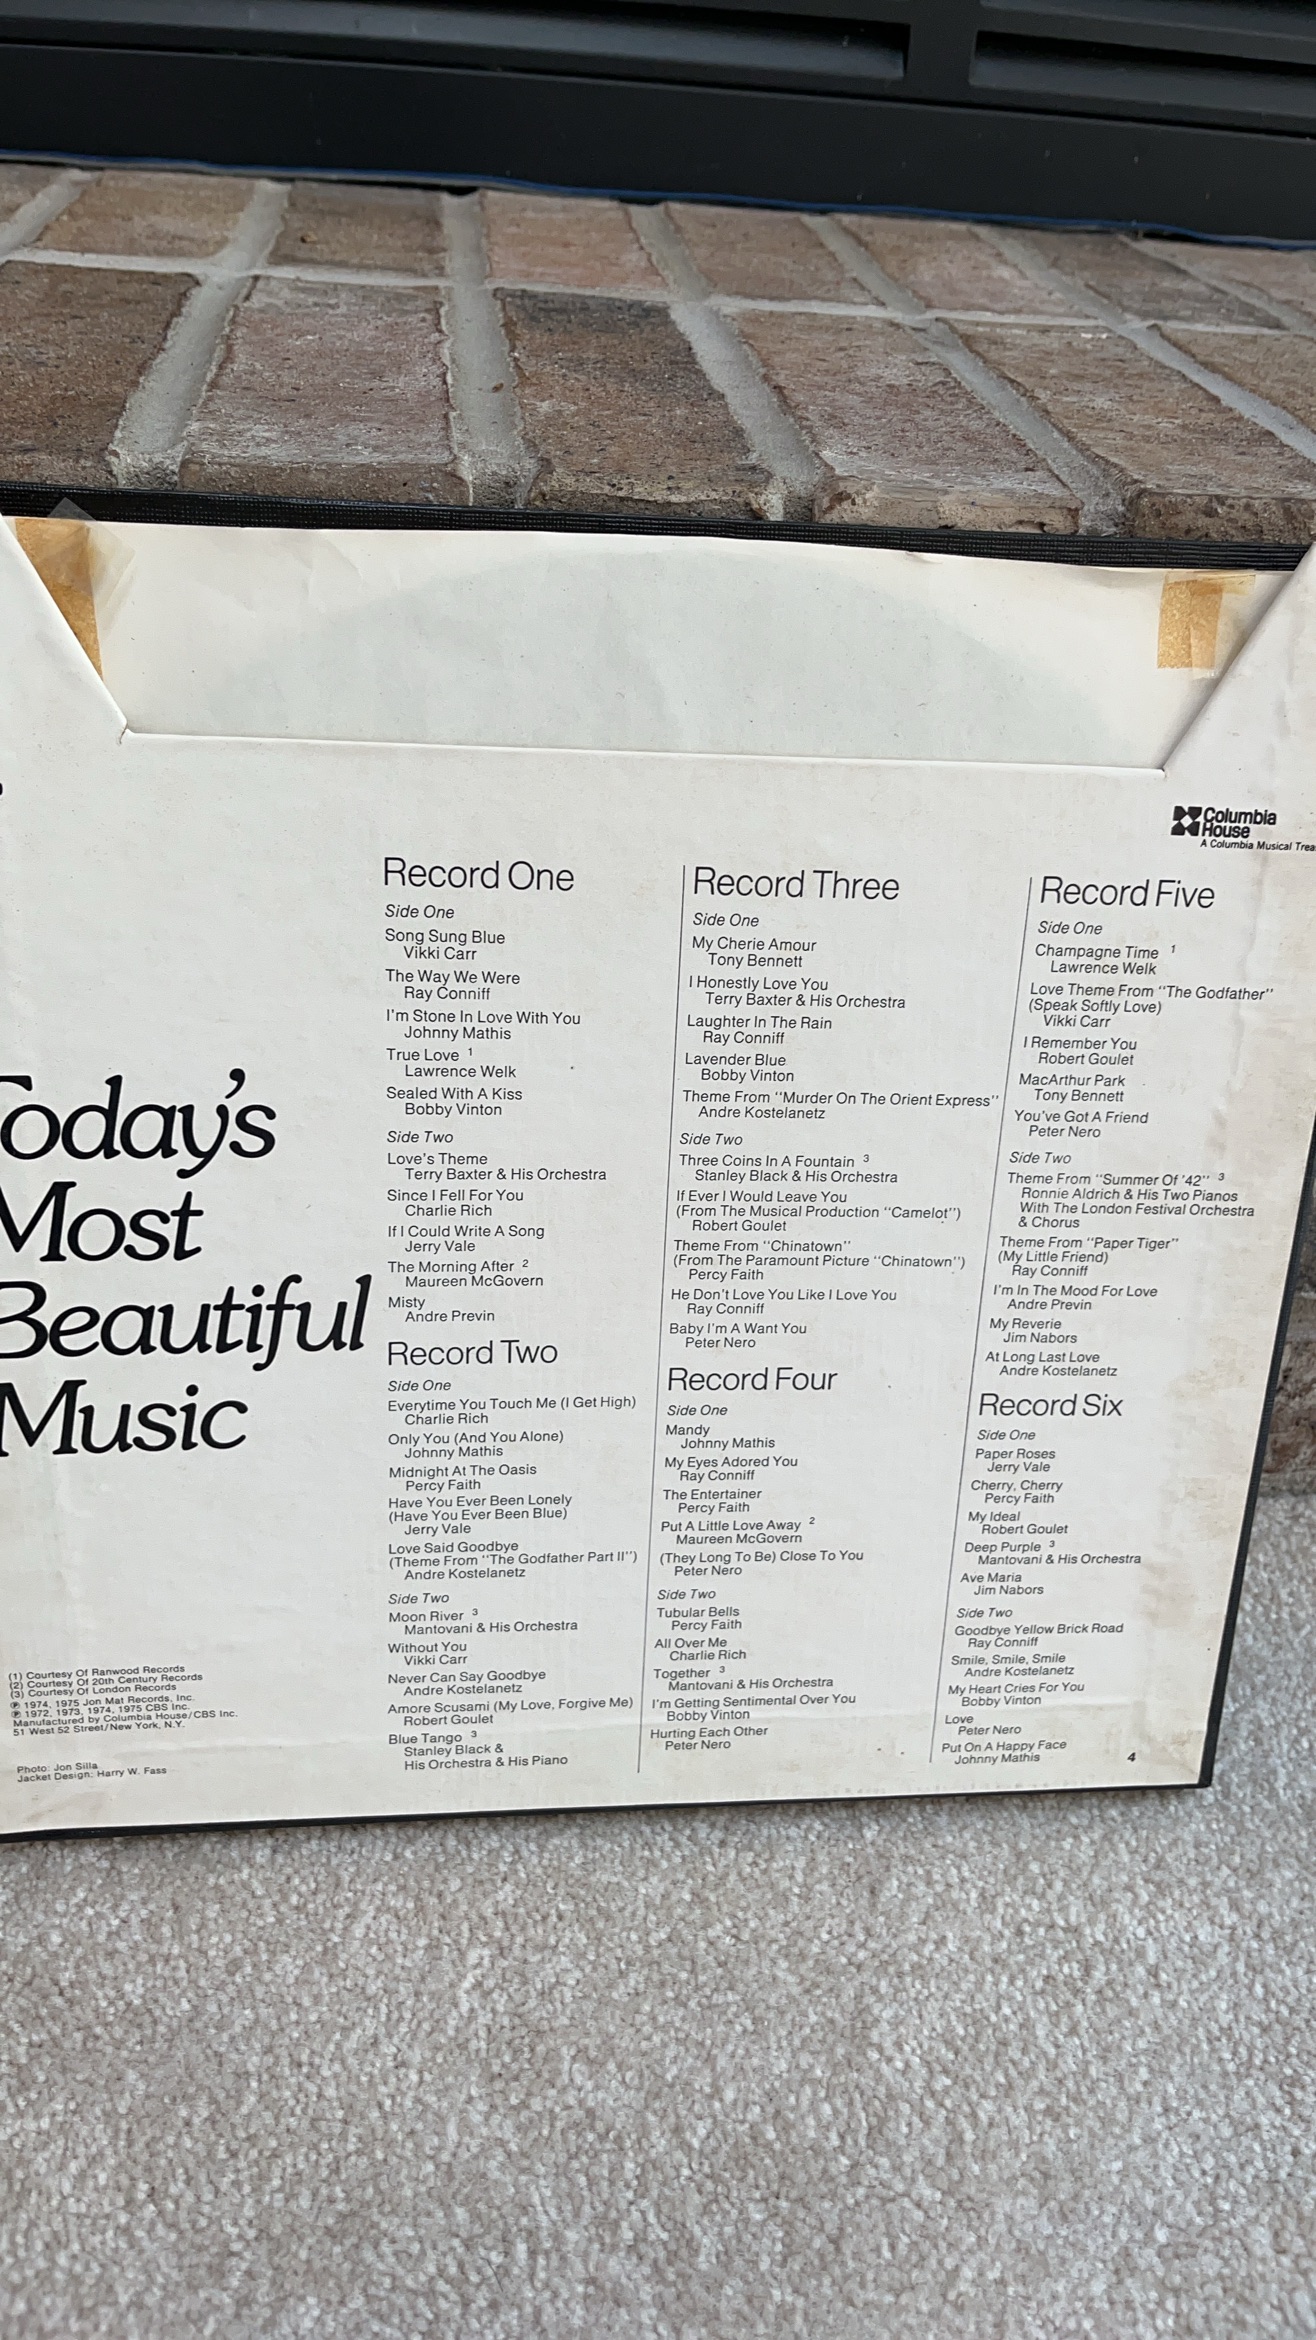 Columbia
House
A Columbia Musical
Today's
Most
Beautiful
Music
(1) Courtesy Of Ranwood Records
(2) Courtesy Of 20th Century Records
(3) Courtesy Of London Records
℗ 1974, 1975 Jon Mat Records, Inc.
℗ 1972, 1973, 1974, 1975 CBS Inc.
Manufactured by Columbia House/CBS Inc.
51 West 52 Street/New York, N.Y.
Photo: Jon Silla
Jacket Design: Harry W. Fass
Record One
Side One
Song Sung Blue
Vikki Carr
The Way We Were
Ray Conniff
I'm Stone In Love With You
Johnny Mathis
True Love 1
Lawrence Welk
Sealed With A Kiss
Bobby Vinton
Side Two
Love's Theme
Terry Baxter & His Orchestra
Since I Fell For You
Charlie Rich
If I Could Write A Song
Jerry Vale
The Morning After 2
Maureen McGovern
Misty
Andre Previn
Record Two
Side One
Everytime You Touch Me (I Get High)
Charlie Rich
Only You (And You Alone)
Johnny Mathis
Midnight At The Oasis
Percy Faith
Have You Ever Been Lonely
(Have You Ever Been Blue)
Jerry Vale
Love Said Goodbye
(Theme From "The Godfather Part II")
Andre Kostelanetz
Side Two
Moon River 3
Mantovani & His Orchestra
Without You
Vikki Carr
Never Can Say Goodbye
Andre Kostelanetz
Amore Scusami (My Love, Forgive Me)
Robert Goulet
Blue Tango 3
Stanley Black &
His Orchestra & His Piano
Record Three
Side One
My Cherie Amour
Tony Bennett
I Honestly Love You
Terry Baxter & His Orchestra
Laughter In The Rain
Ray Conniff
Lavender Blue
Bobby Vinton
Theme From "Murder On The Orient Express"
Andre Kostelanetz
Side Two
Three Coins In A Fountain 3
Stanley Black & His Orchestra
If Ever I Would Leave You
(From The Musical Production "Camelot")
Robert Goulet
Theme From "Chinatown"
(From The Paramount Picture "Chinatown")
Percy Faith
He Don't Love You Like I Love You
Ray Conniff
Baby I'm A Want You
Peter Nero
Record Four
Side One
Mandy
Johnny Mathis
My Eyes Adored You
Ray Conniff
The Entertainer
Percy Faith
Put A Little Love Away 2
Maureen McGovern
(They Long To Be) Close To You
Peter Nero
Side Two
Tubular Bells
Percy Faith
All Over Me
Charlie Rich
Together 3
Mantovani & His Orchestra
I'm Getting Sentimental Over You
Bobby Vinton
Hurting Each Other
Peter Nero
Record Five
Side One
Champagne Time 1
Lawrence Welk
Love Theme From "The Godfather"
(Speak Softly Love)
Vikki Carr
I Remember You
Robert Goulet
MacArthur Park
Tony Bennett
You've Got A Friend
Peter Nero
Side Two
Theme From "Summer Of '42" 3
Ronnie Aldrich & His Two Pianos
With The London Festival Orchestra
& Chorus
Theme From "Paper Tiger"
(My Little Friend)
Ray Conniff
I'm In The Mood For Love
Andre Previn
My Reverie
Jim Nabors
At Long Last Love
Andre Kostelanetz
Record Six
Side One
Paper Roses
Jerry Vale
Cherry, Cherry
Percy Faith
My Ideal
Robert Goulet
Deep Purple 3
Mantovani & His Orchestra
Ave Maria
Jim Nabors
Side Two
Goodbye Yellow Brick Road
Ray Conniff
Smile, Smile, Smile
Andre Kostelanetz
My Heart Cries For You
Bobby Vinton
Love
Peter Nero
Put On A Happy Face
Johnny Mathis
4